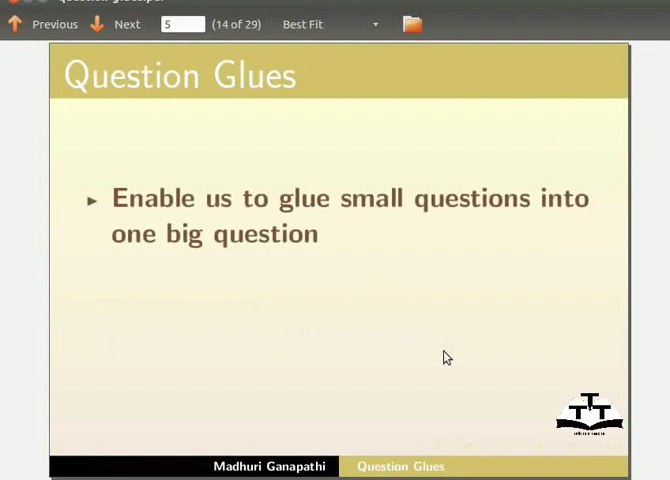 Previous Next 5 (14 of 29) Best Fit
Question Glues
Enable us to glue small questions into
one big question
TTT
Madhuri Ganapathi Question Glues